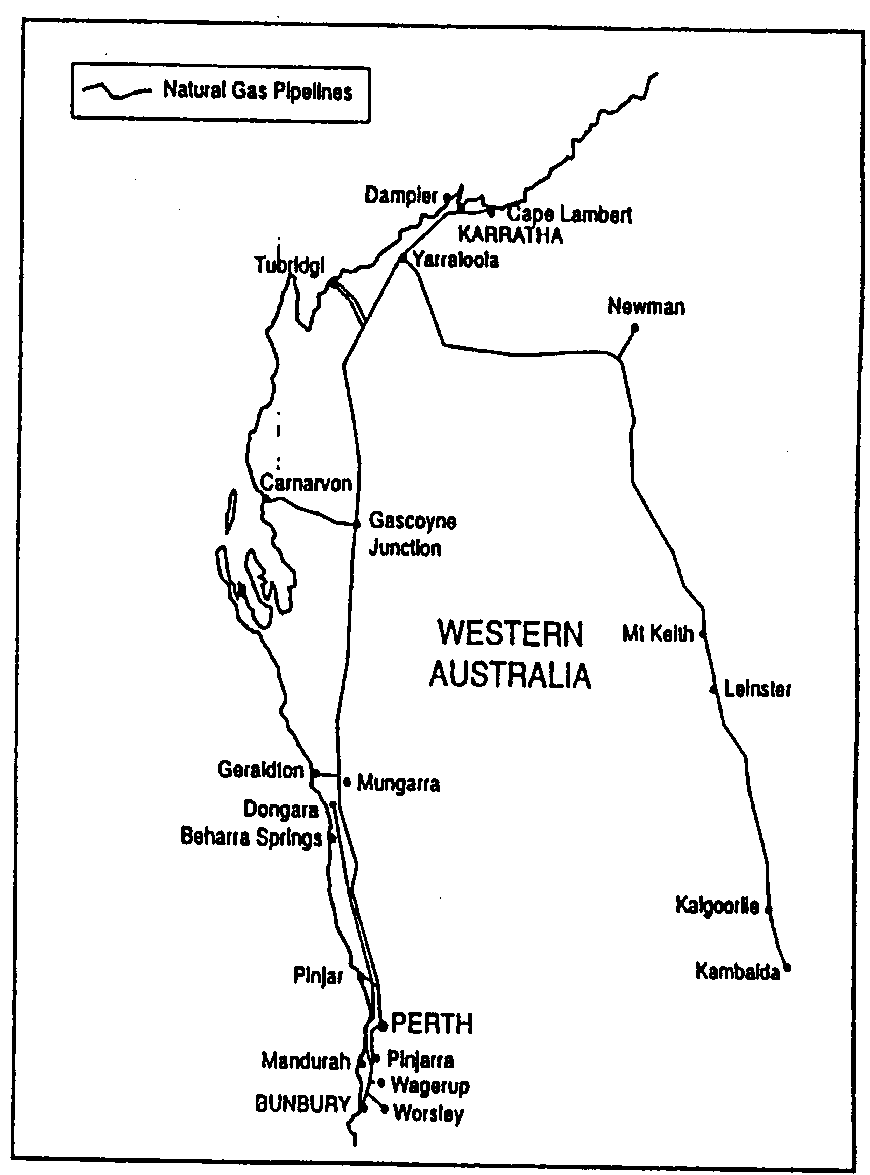 Natural Gas Pipelines
Dampier
Cape Lambert
KARRATHA
Tubridgi
Yarraloola
Newman
Carnarvon
Gascoyne
Junction
WESTERN
AUSTRALIA
Mt Keith
Leinster
Geraldton
Mungarra
Dongara
Beharra Springs
Kalgoorlie
Kambalda
Pinjar
PERTH
Mandurah
Pinjarra
Wagerup
BUNBURY
Worsley